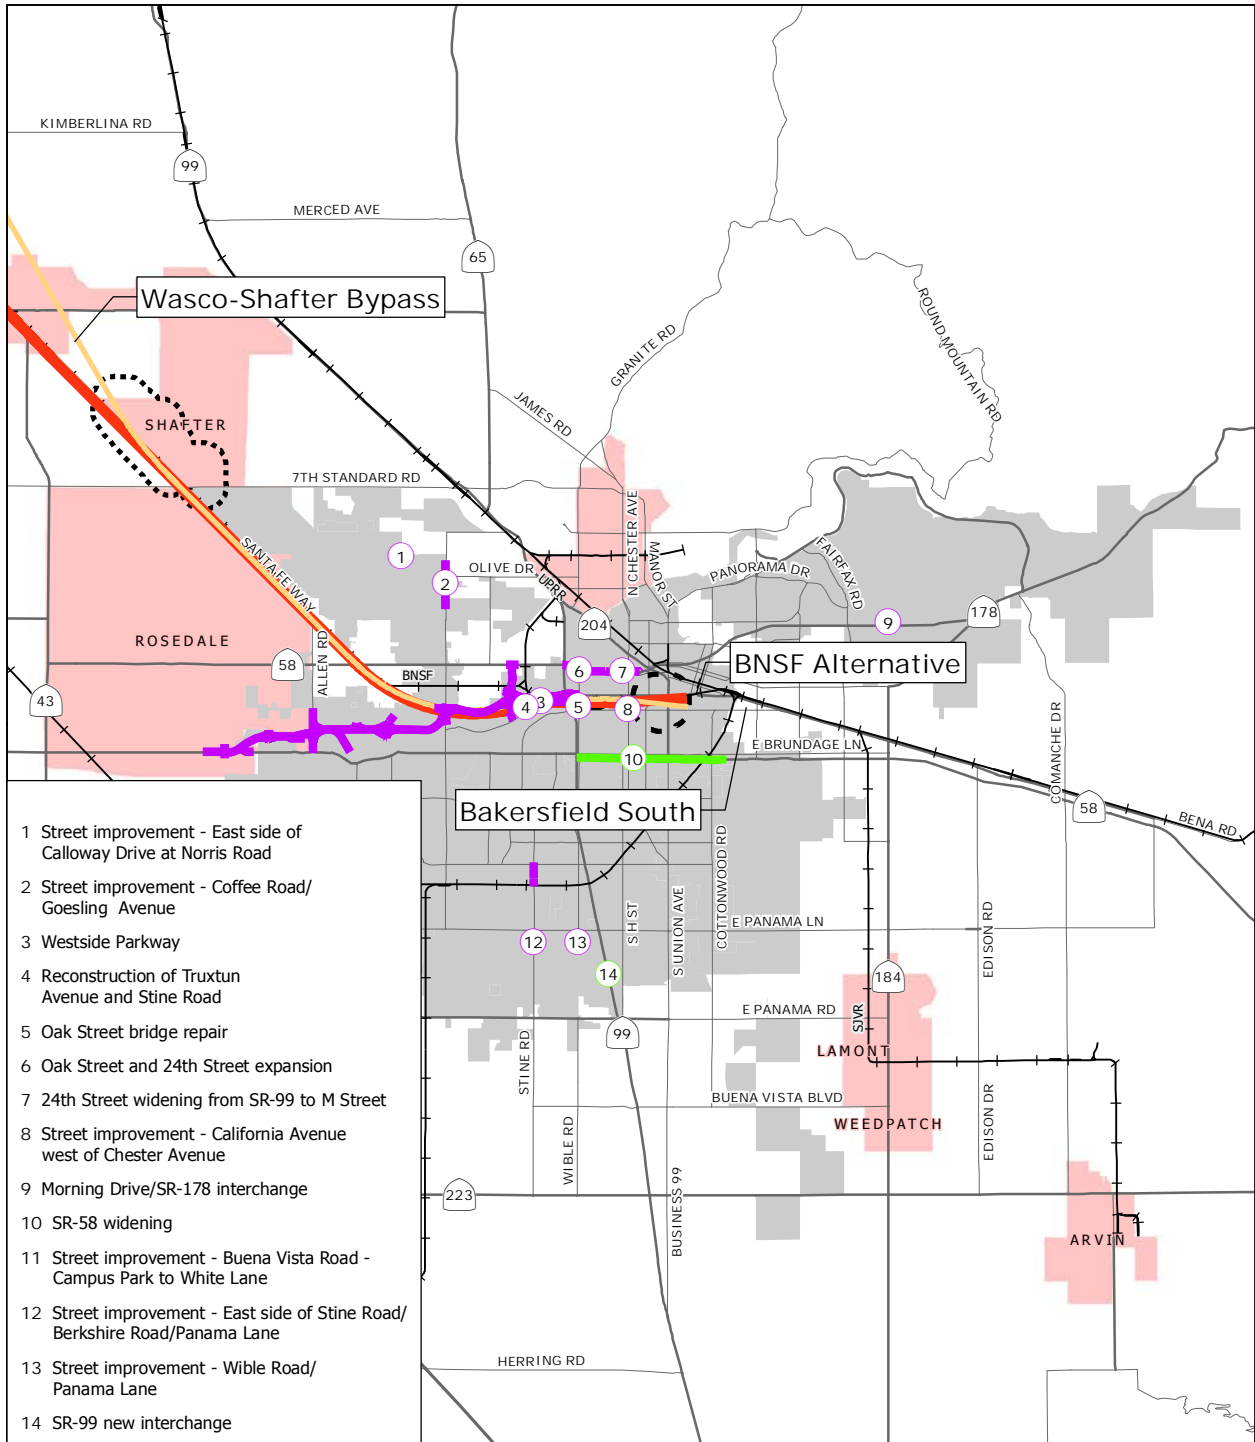 KIMBERLINA RD
99
MERCED AVE
65
Wasco-Shafter Bypass
ROUND MOUNTAIN RD
GRANITE RD
JAMES RD
SHAFTER
7TH STANDARD RD
N CHESTER AVE
MANOR ST
1
SANTA FE WAY
OLIVE DR
UPRR
2
PANORAMA DR
FAIRFAX RD
204
9
178
ROSEDALE
ALLEN RD
58
BNSF
6
7
BNSF Alternative
43
4
3
5
8
COMANCHE DR
E BRUNDAGE LN
10
58
BENA RD
Bakersfield South
COTTONWOOD RD
S H ST
S UNION AVE
E PANAMA LN
EDISON RD
12
13
14
184
SJVR
E PANAMA RD
99
LAMONT
STINE RD
BUENA VISTA BLVD
WEEDPATCH
EDISON DR
WIBLE RD
223
BUSINESS 99
ARVIN
HERRING RD
1 Street improvement - East side of
Calloway Drive at Norris Road
2 Street improvement - Coffee Road/
Goesling Avenue
3 Westside Parkway
4 Reconstruction of Truxtun
Avenue and Stine Road
5 Oak Street bridge repair
6 Oak Street and 24th Street expansion
7 24th Street widening from SR-99 to M Street
8 Street improvement - California Avenue
west of Chester Avenue
9 Morning Drive/SR-178 interchange
10 SR-58 widening
11 Street improvement - Buena Vista Road -
Campus Park to White Lane
12 Street improvement - East side of Stine Road/
Berkshire Road/Panama Lane
13 Street improvement - Wible Road/
Panama Lane
14 SR-99 new interchange